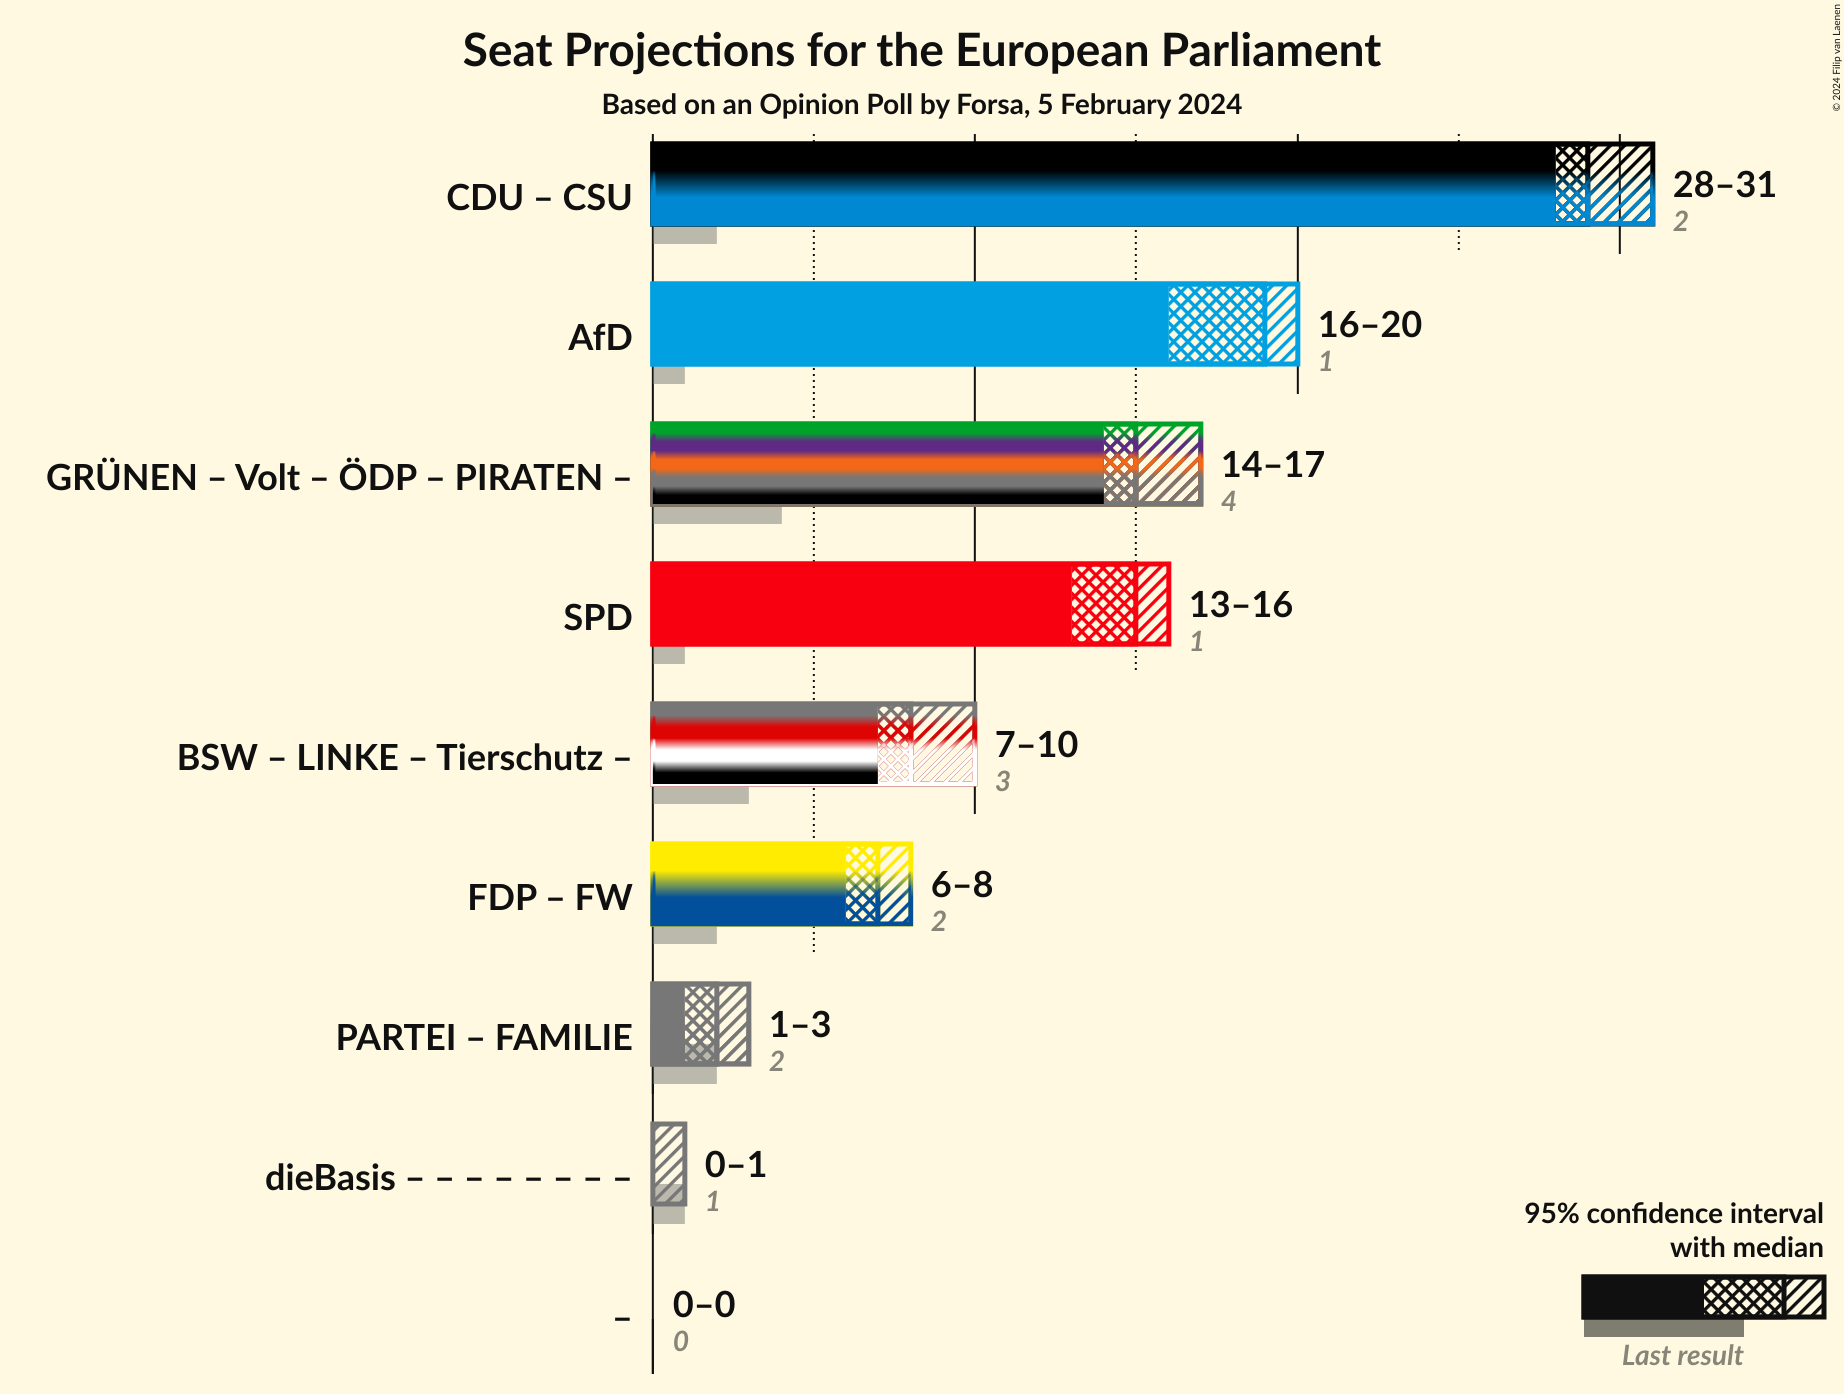 Seat Projections for the European Parliament
Based on an Opinion Poll by Forsa, 5 February 2024
© 2024 Filip van Laenen
CDU – CSU
28–31
2
AfD
16–20
1
GRÜNEN – Volt – ÖDP – PIRATEN –
14–17
4
SPD
13–16
1
BSW – LINKE – Tierschutz –
7–10
3
FDP – FW
6–8
2
PARTEI – FAMILIE
1–3
2
dieBasis – – – – – – – –
0–1
1
–
0–0
0
95% confidence interval
with median
Last result